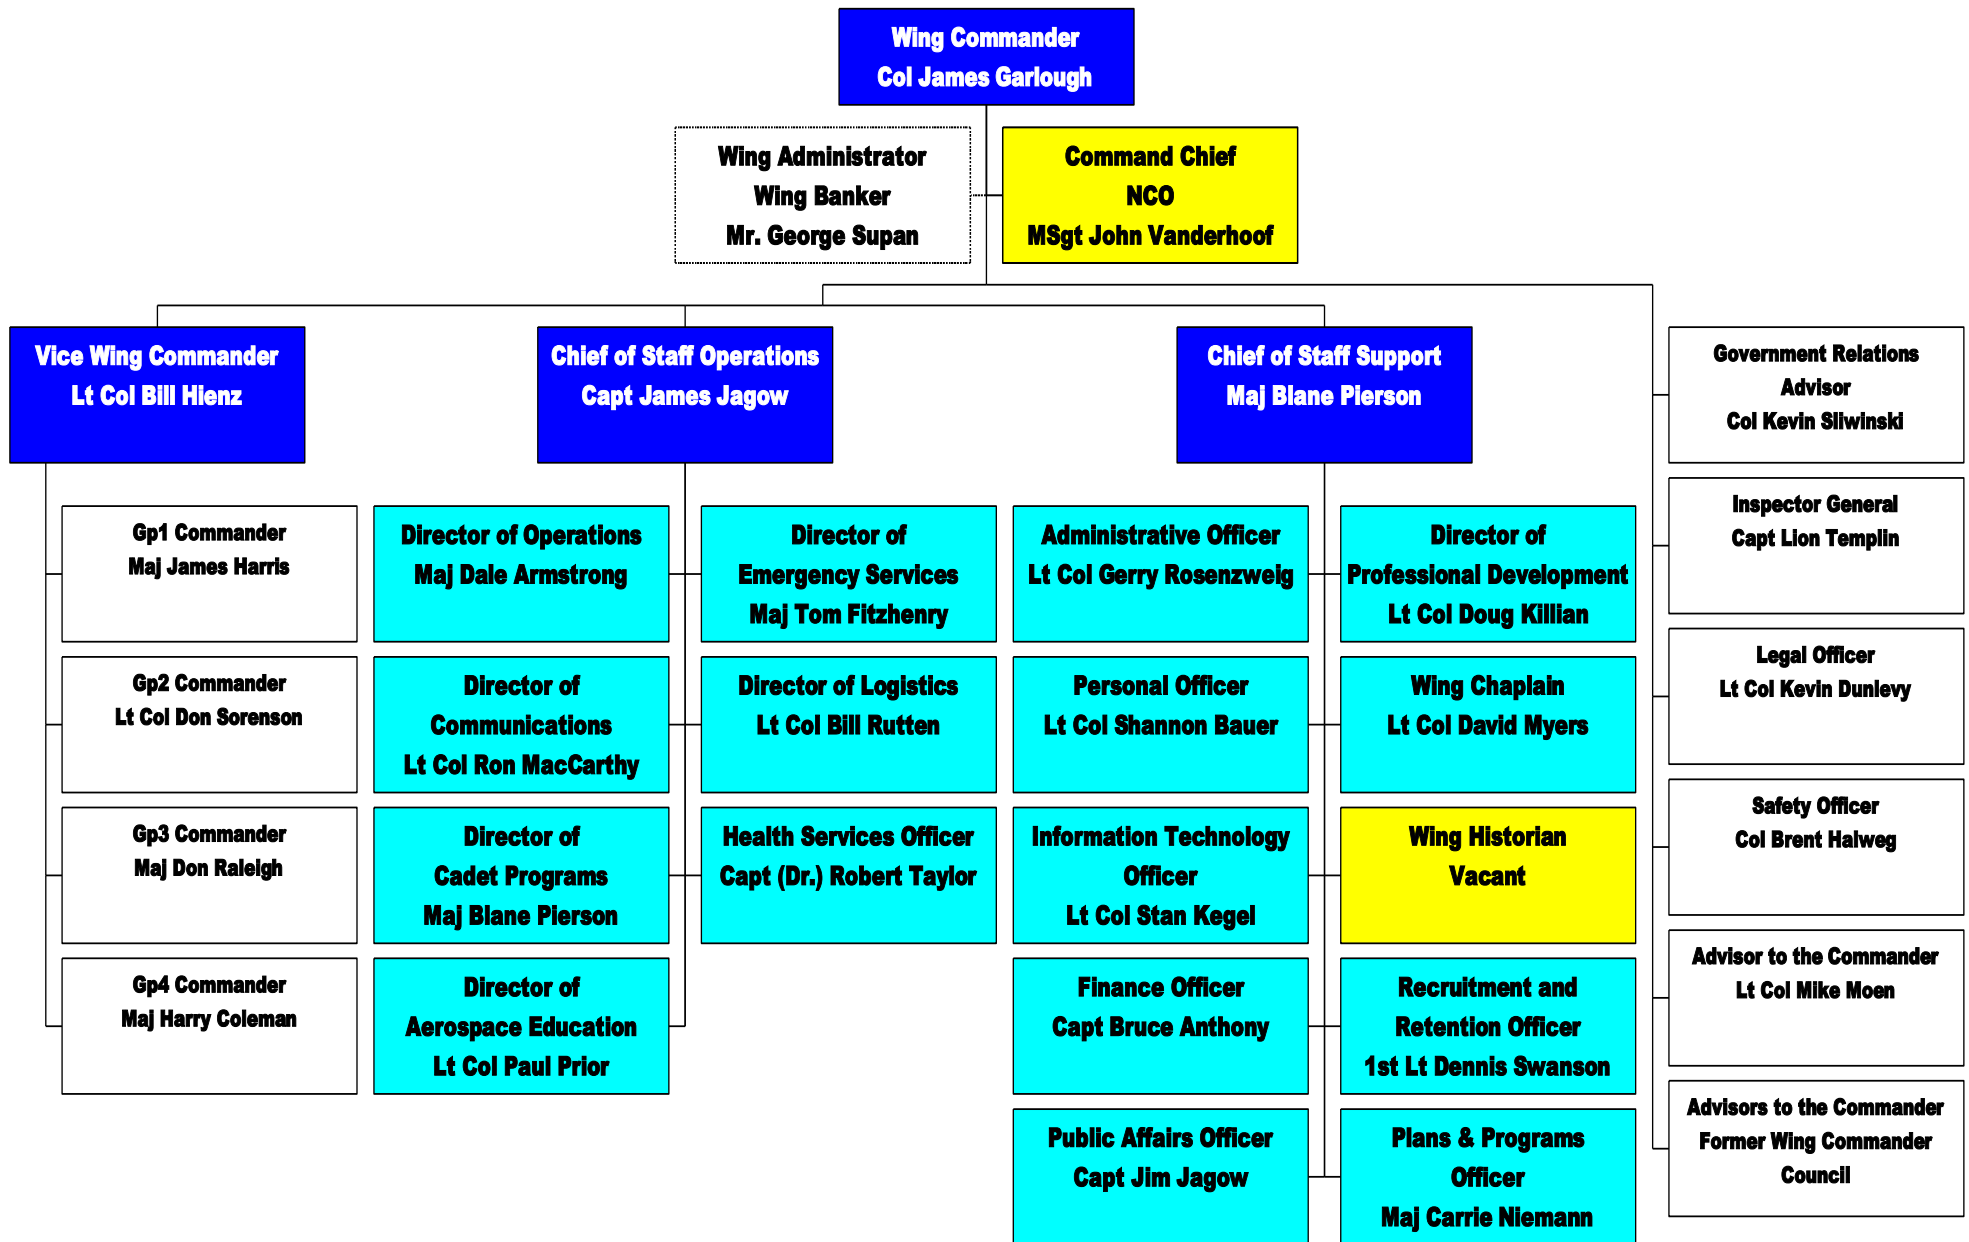 Wing Commander
Col James Garlough
Wing Administrator
Wing Banker
Mr. George Supan
Command Chief
NCO
MSgt John Vanderhoof
Vice Wing Commander
Lt Col Bill Hienz
Chief of Staff Operations
Capt James Jagow
Chief of Staff Support
Maj Blane Pierson
Gp1 Commander
Maj James Harris
Gp2 Commander
Lt Col Don Sorenson
Gp3 Commander
Maj Don Raleigh
Gp4 Commander
Maj Harry Coleman
Director of Operations
Maj Dale Armstrong
Director of
Emergency Services
Maj Tom Fitzhenry
Director of
Communications
Lt Col Ron MacCarthy
Director of Logistics
Lt Col Bill Rutten
Director of
Cadet Programs
Maj Blane Pierson
Health Services Officer
Capt (Dr.) Robert Taylor
Director of
Aerospace Education
Lt Col Paul Prior
Administrative Officer
Lt Col Gerry Rosenzweig
Director of
Professional Development
Lt Col Doug Killian
Personal Officer
Lt Col Shannon Bauer
Wing Chaplain
Lt Col David Myers
Information Technology
Officer
Lt Col Stan Kegel
Wing Historian
Vacant
Finance Officer
Capt Bruce Anthony
Recruitment and
Retention Officer
1st Lt Dennis Swanson
Public Affairs Officer
Capt Jim Jagow
Plans & Programs
Officer
Maj Carrie Niemann
Government Relations
Advisor
Col Kevin Sliwinski
Inspector General
Capt Lion Templin
Legal Officer
Lt Col Kevin Dunlevy
Safety Officer
Col Brent Halweg
Advisor to the Commander
Lt Col Mike Moen
Advisors to the Commander
Former Wing Commander
Council